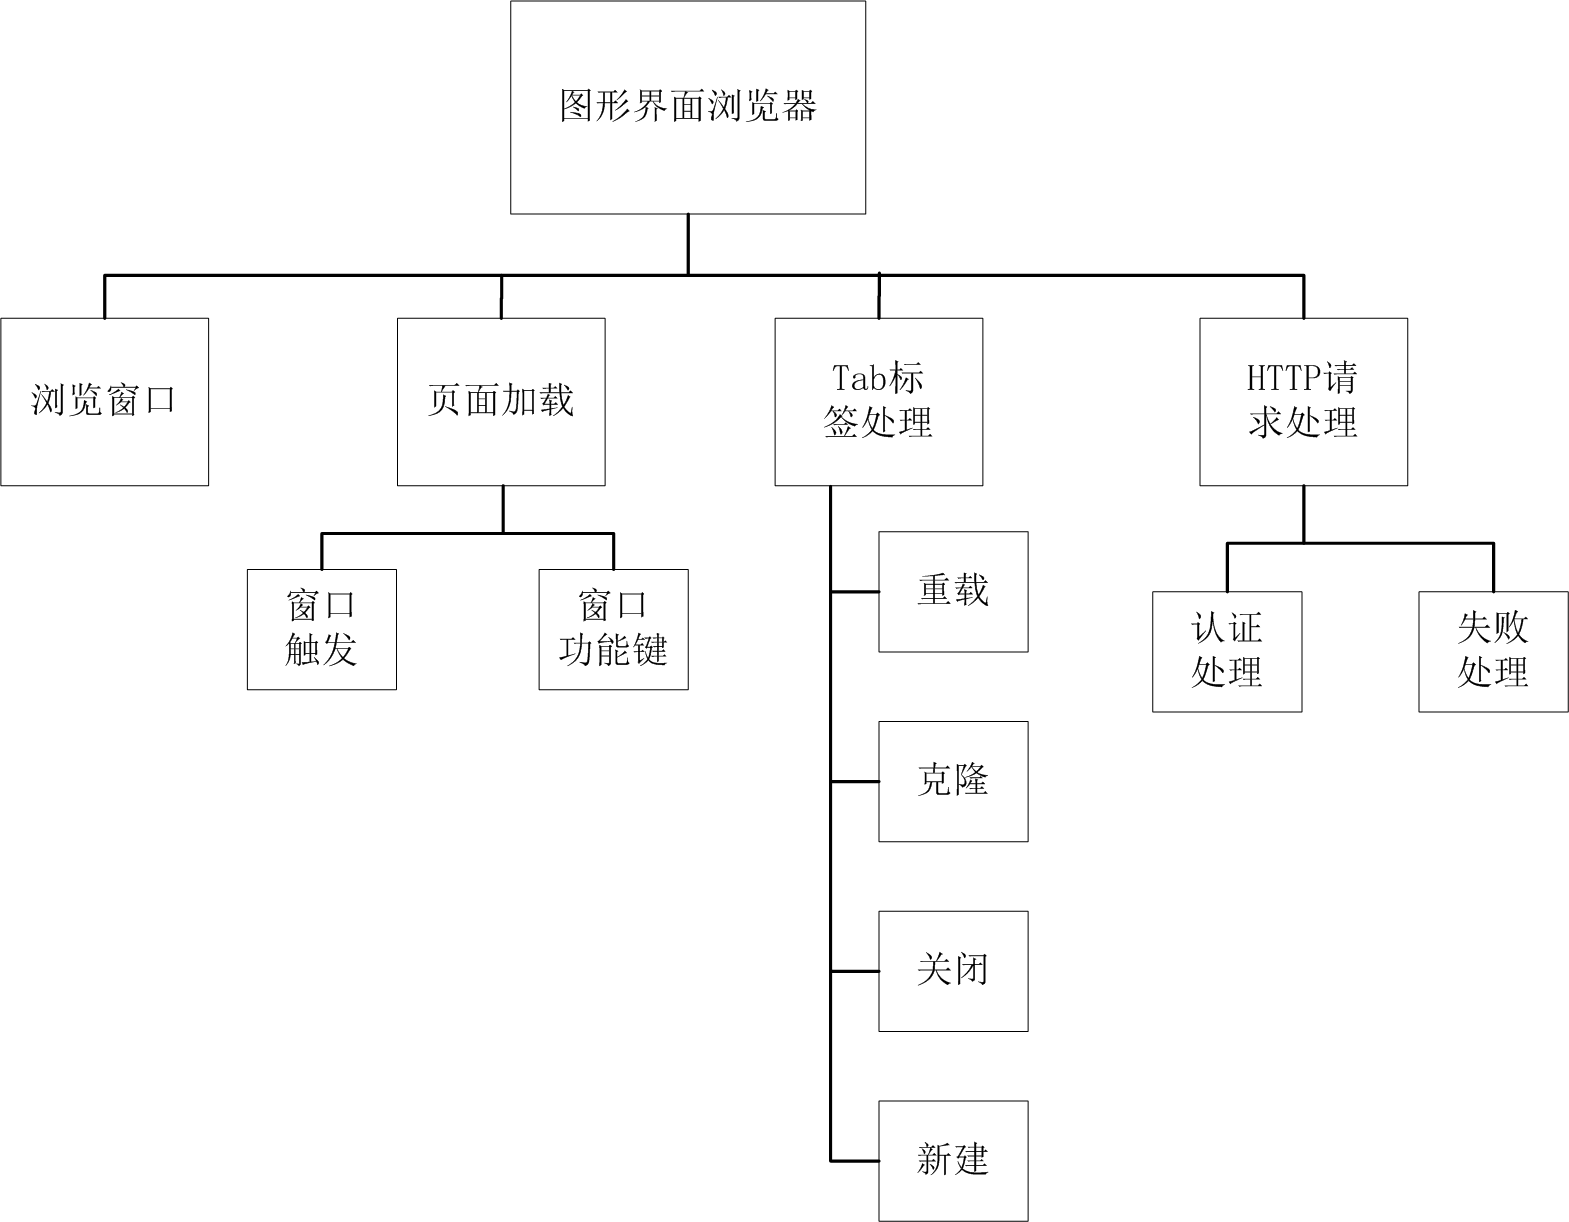 图形界面浏览器
浏览窗口
页面加载
Tab标
签处理
HTTP请
求处理
窗口
触发
窗口
功能键
重载
克隆
关闭
新建
认证
处理
失败
处理